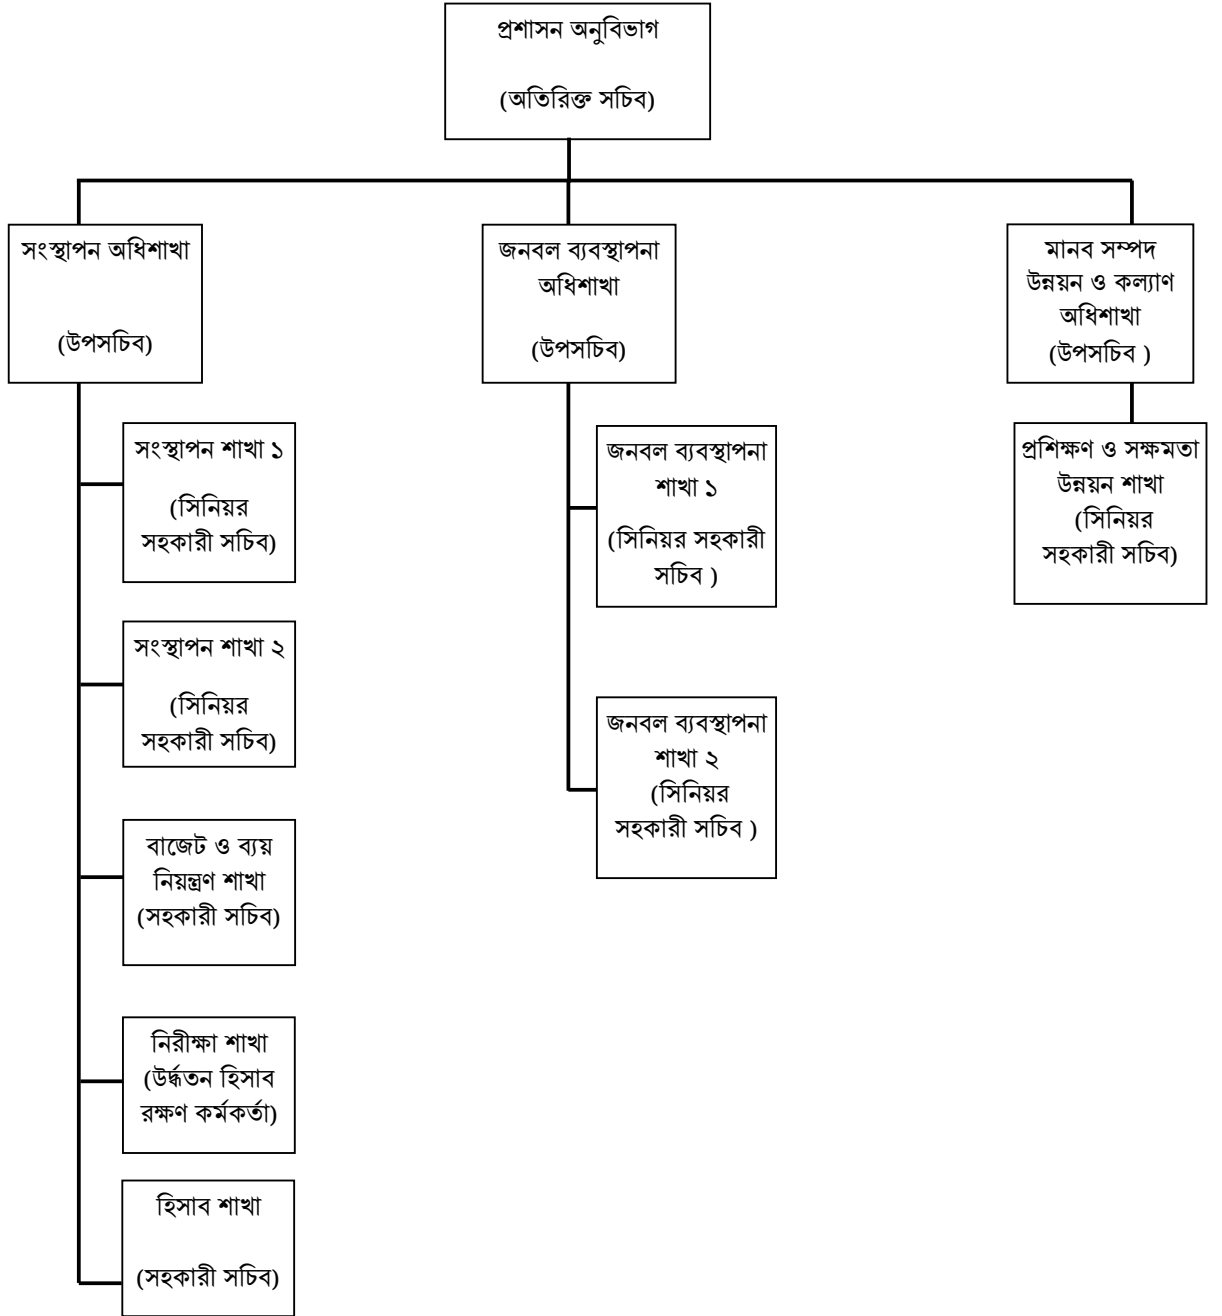 প্রশাসন অনুবিভাগ
(অতিরিক্ত সচিব)
সংস্থাপন অধিশাখা
(উপসচিব)
জনবল ব্যবস্থাপনা
অধিশাখা
(উপসচিব)
মানব সম্পদ
উন্নয়ন ও কল্যাণ
অধিশাখা
(উপসচিব )
সংস্থাপন শাখা ১
(সিনিয়র
সহকারী সচিব)
সংস্থাপন শাখা ২
(সিনিয়র
সহকারী সচিব)
বাজেট ও ব্যয়
নিয়ন্ত্রণ শাখা
(সহকারী সচিব)
নিরীক্ষা শাখা
(উর্দ্ধতন হিসাব
রক্ষণ কর্মকর্তা)
হিসাব শাখা
(সহকারী সচিব)
জনবল ব্যবস্থাপনা
শাখা ১
(সিনিয়র সহকারী
সচিব )
জনবল ব্যবস্থাপনা
শাখা ২
(সিনিয়র
সহকারী সচিব )
প্রশিক্ষণ ও সক্ষমতা
উন্নয়ন শাখা
(সিনিয়র
সহকারী সচিব)